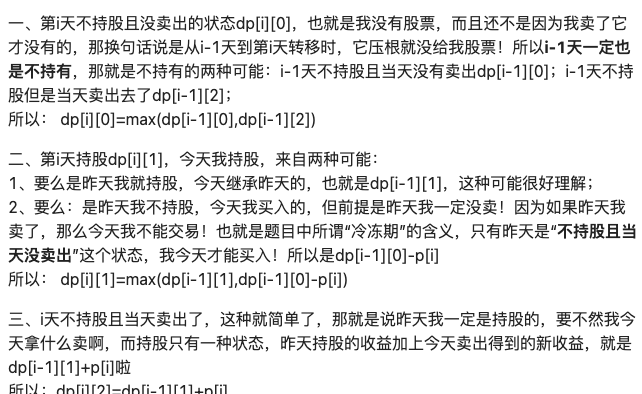 一、第i天不持股且没卖出的状态dp[i][0]，也就是我没有股票，而且还不是因为我卖了它
才没有的，那换句话说是从i-1天到第i天转移时，它压根就没给我股票！所以i-1天一定也
是不持有，那就是不持有的两种可能：i-1天不持股且当天没有卖出dp[i-1][0]；i-1天不持
股但是当天卖出去了dp[i-1][2]；
所以： dp[i][0]=max(dp[i-1][0],dp[i-1][2])
二、第i天持股dp[i][1]，今天我持股，来自两种可能：
1、要么是昨天我就持股，今天继承昨天的，也就是dp[i-1][1]，这种可能很好理解；
2、要么：是昨天我不持股，今天我买入的，但前提是昨天我一定没卖！因为如果昨天我
卖了，那么今天我不能交易！也就是题目中所谓“冷冻期”的含义，只有昨天是“不持股且当
天没卖出”这个状态，我今天才能买入！所以是dp[i-1][0]-p[i]
所以： dp[i][1]=max(dp[i-1][1],dp[i-1][0]-p[i])
三、i天不持股且当天卖出了，这种就简单了，那就是说昨天我一定是持股的，要不然我今
天拿什么卖啊，而持股只有一种状态，昨天持股的收益加上今天卖出得到的新收益，就是
dp[i-1][1]+p[i]啦
所以：dp[i][2]=dp[i-1][1]+p[i]